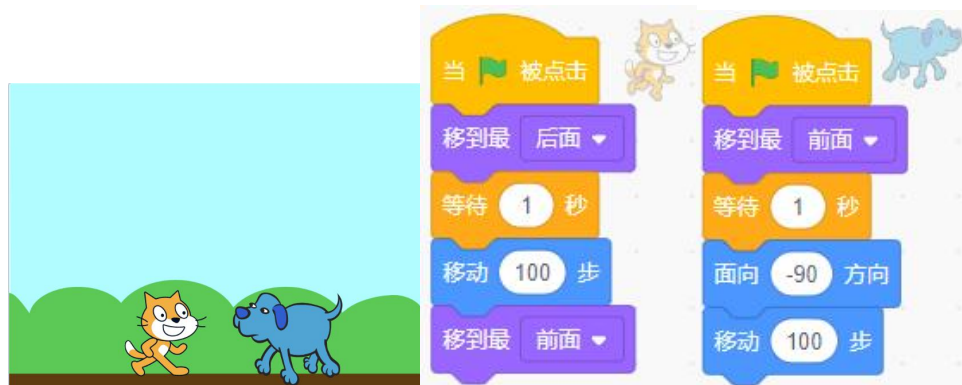 当 被点击
移到最 后面
等待 1 秒
移动 100 步
移到最 前面
当 被点击
移到最 前面
等待 1 秒
面向 -90 方向
移动 100 步